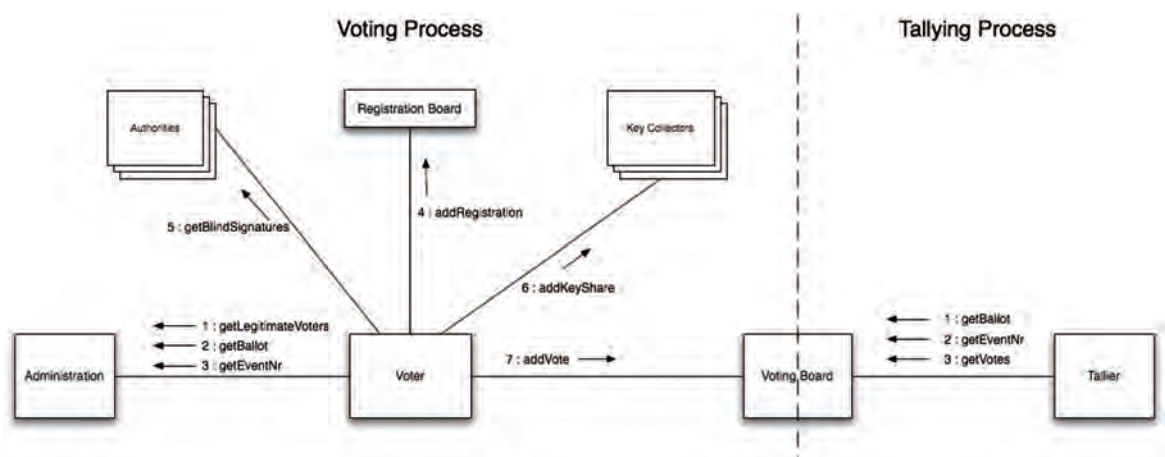 Voting Process
Tallying Process
Authorities
Registration Board
Key Collectors
4 : addRegistration
5 : getBlindSignatures
6 : addKeyShare
1 : getLegitimateVoters
2 : getBallot
3 : getEventNr
7 : addVote
1 : getBallot
2 : getEventNr
3 : getVotes
Administration
Voter
Voting Board
Tallier